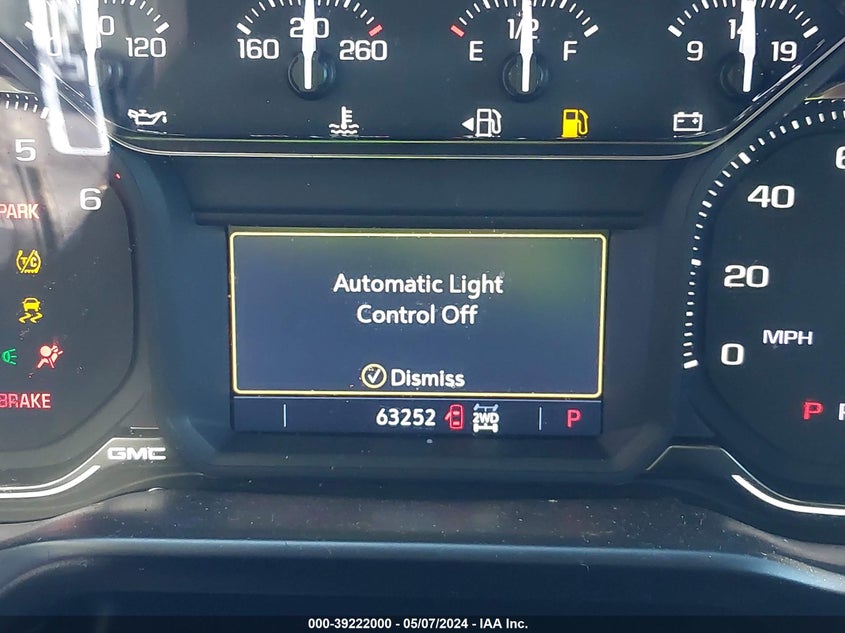 120
160 210 260
E 1/2 F
9 14 19
5
6
PARK
T/C
BRAKE
GMC
Automatic Light
Control Off
Dismiss
63252 2WD P
40
20
0
MPH
P
000-39222000 - 05/07/2024 - IAA Inc.